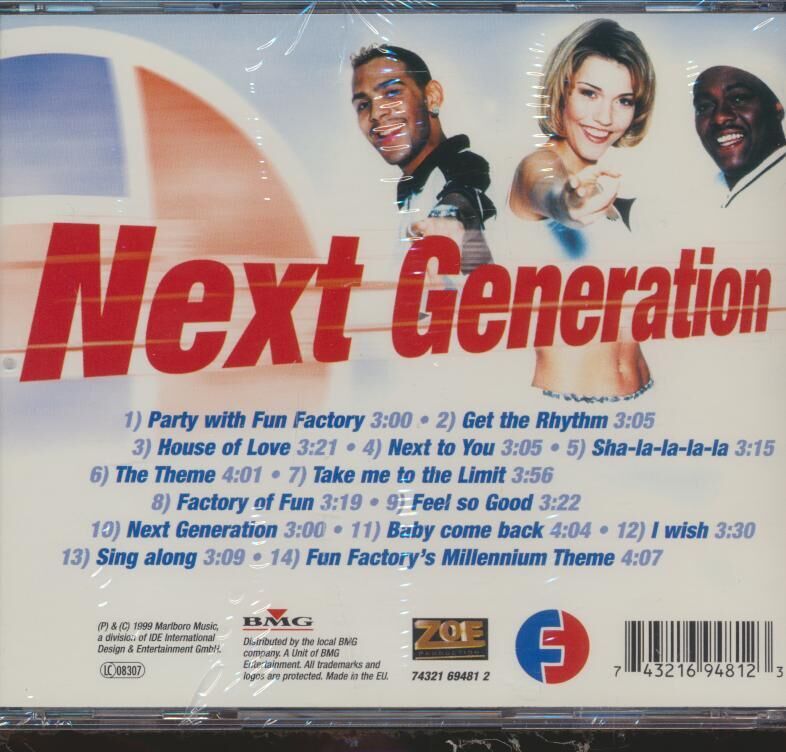 Next Generation
1) Party with Fun Factory 3:00 • 2) Get the Rhythm 3:05
3) House of Love 3:21 • 4) Next to You 3:05 • 5) Sha-la-la-la-la 3:15
6) The Theme 4:01 • 7) Take me to the Limit 3:56
8) Factory of Fun 3:19 • 9) Feel so Good 3:22
10) Next Generation 3:00 • 11) Baby come back 4:04 • 12) I wish 3:30
13) Sing along 3:09 • 14) Fun Factory's Millennium Theme 4:07
(P) & (C) 1999 Marlboro Music,
a division of IDE International
Design & Entertainment GmbH.
LC 08307
BMG
Distributed by the local BMG
company. A Unit of BMG
Entertainment. All trademarks and
logos are protected. Made in the EU.
ZOE
PRODUCTION
74321 69481 2
F
7 43216 94812 3